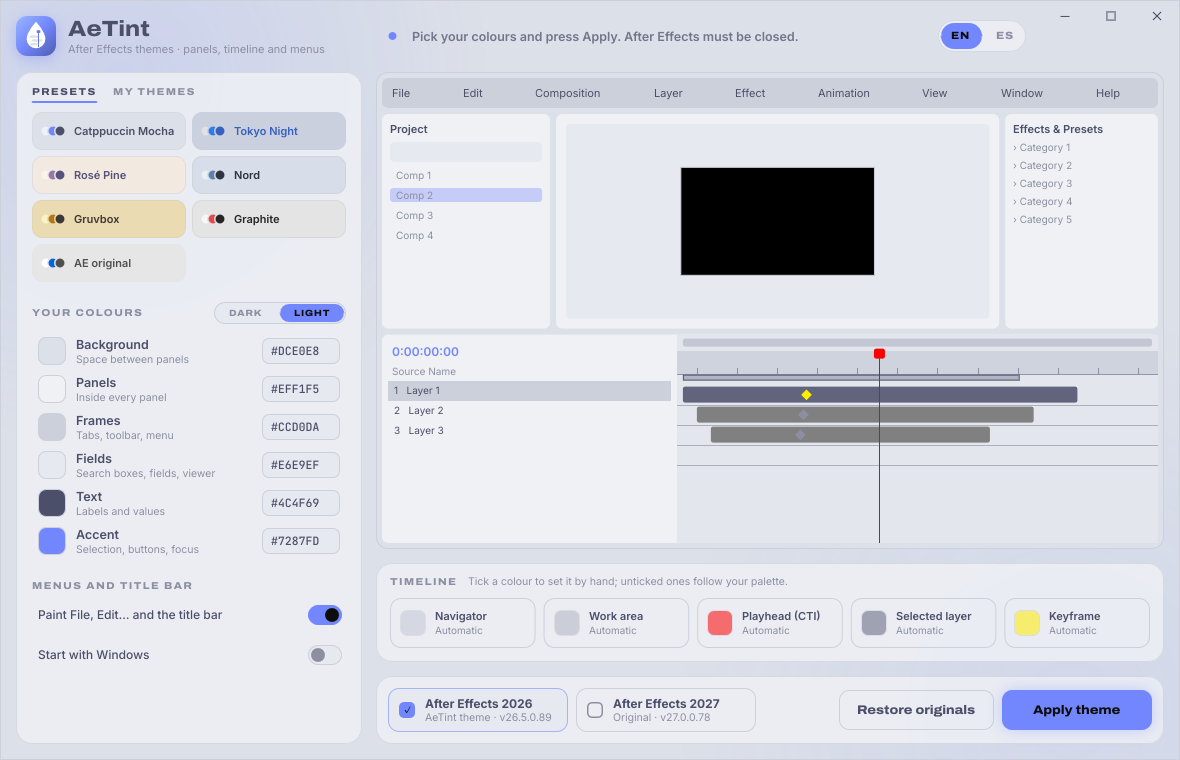 AeTint
After Effects themes · panels, timeline and menus
Pick your colours and press Apply. After Effects must be closed.
EN
ES
PRESETS
MY THEMES
Catppuccin Mocha
Tokyo Night
Rosé Pine
Nord
Gruvbox
Graphite
AE original
YOUR COLOURS
DARK
LIGHT
Background
Space between panels
#DCE0E8
Panels
Inside every panel
#EFF1F5
Frames
Tabs, toolbar, menu
#CCD0DA
Fields
Search boxes, fields, viewer
#E6E9EF
Text
Labels and values
#4C4F69
Accent
Selection, buttons, focus
#7287FD
MENUS AND TITLE BAR
Paint File, Edit... and the title bar
Start with Windows
File
Edit
Composition
Layer
Effect
Animation
View
Window
Help
Project
Comp 1
Comp 2
Comp 3
Comp 4
Effects & Presets
› Category 1
› Category 2
› Category 3
› Category 4
› Category 5
0:00:00:00
Source Name
1 Layer 1
2 Layer 2
3 Layer 3
TIMELINE
Tick a colour to set it by hand; unticked ones follow your palette.
Navigator
Automatic
Work area
Automatic
Playhead (CTI)
Automatic
Selected layer
Automatic
Keyframe
Automatic
After Effects 2026
AeTint theme · v26.5.0.89
After Effects 2027
Original · v27.0.0.78
Restore originals
Apply theme